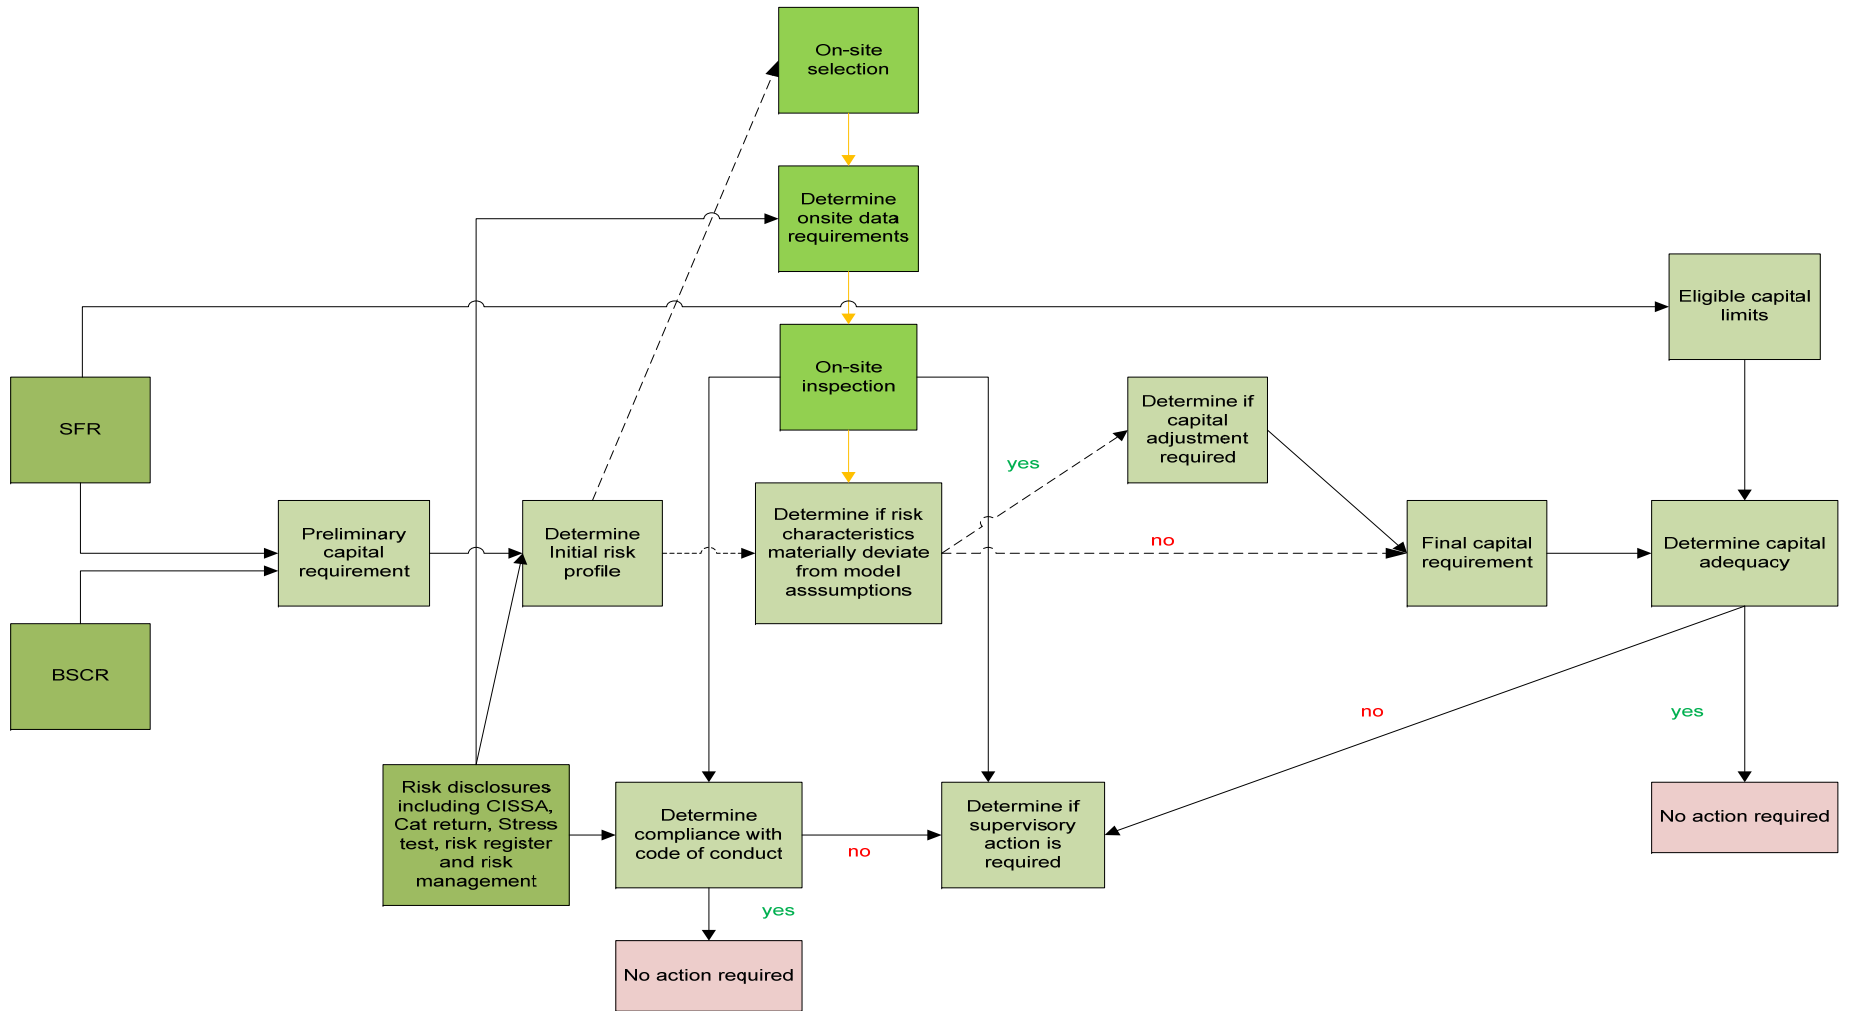 On-site
selection
Determine
onsite data
requirements
Eligible capital
limits
On-site
inspection
SFR
Determine if
capital
adjustment
required
yes
Preliminary
capital
requirement
Determine
Initial risk
profile
Determine if risk
characteristics
materially deviate
from model
asssumptions
no
Final capital
requirement
Determine capital
adequacy
BSCR
no
yes
Risk disclosures
including CISSA,
Cat return, Stress
test, risk register
and risk
management
Determine
compliance with
code of conduct
no
Determine if
supervisory
action is
required
No action required
yes
No action required